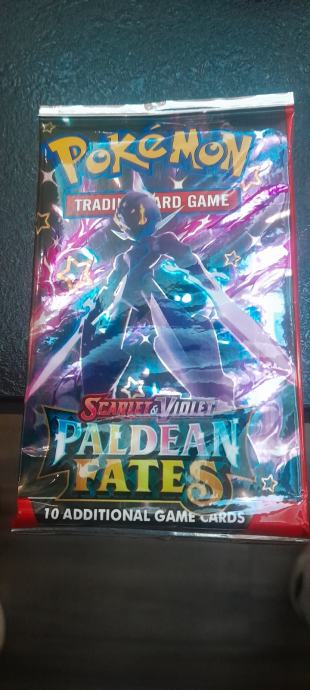 POKéMON
TRADING CARD GAME
SCARLET & VIOLET
PALDEAN
FATES
10 ADDITIONAL GAME CARDS